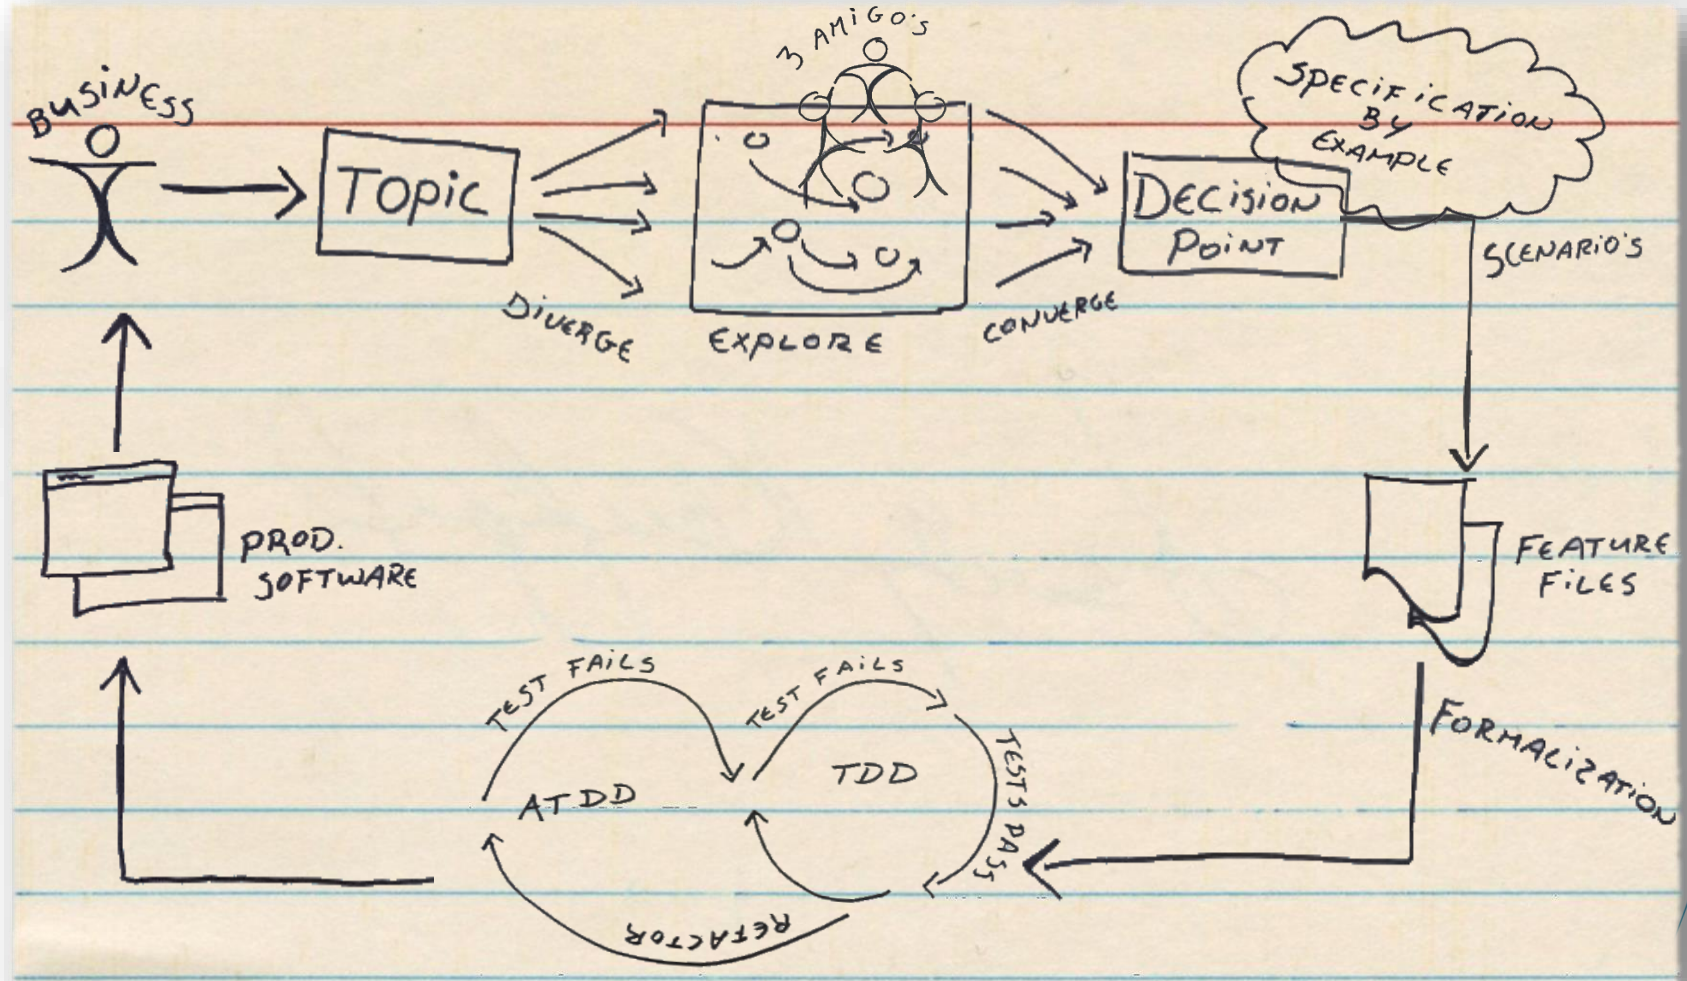 BUSINESS
3 AMIGO'S
SPECIFICATION
BY
EXAMPLE
TOPIC
DECISION
POINT
SCENARIO'S
DIVERGE
EXPLORE
CONVERGE
PROD.
SOFTWARE
FEATURE
FILES
TEST FAILS
TEST FAILS
FORMALIZATION
ATDD
TDD
TESTS PASS
REFACTOR